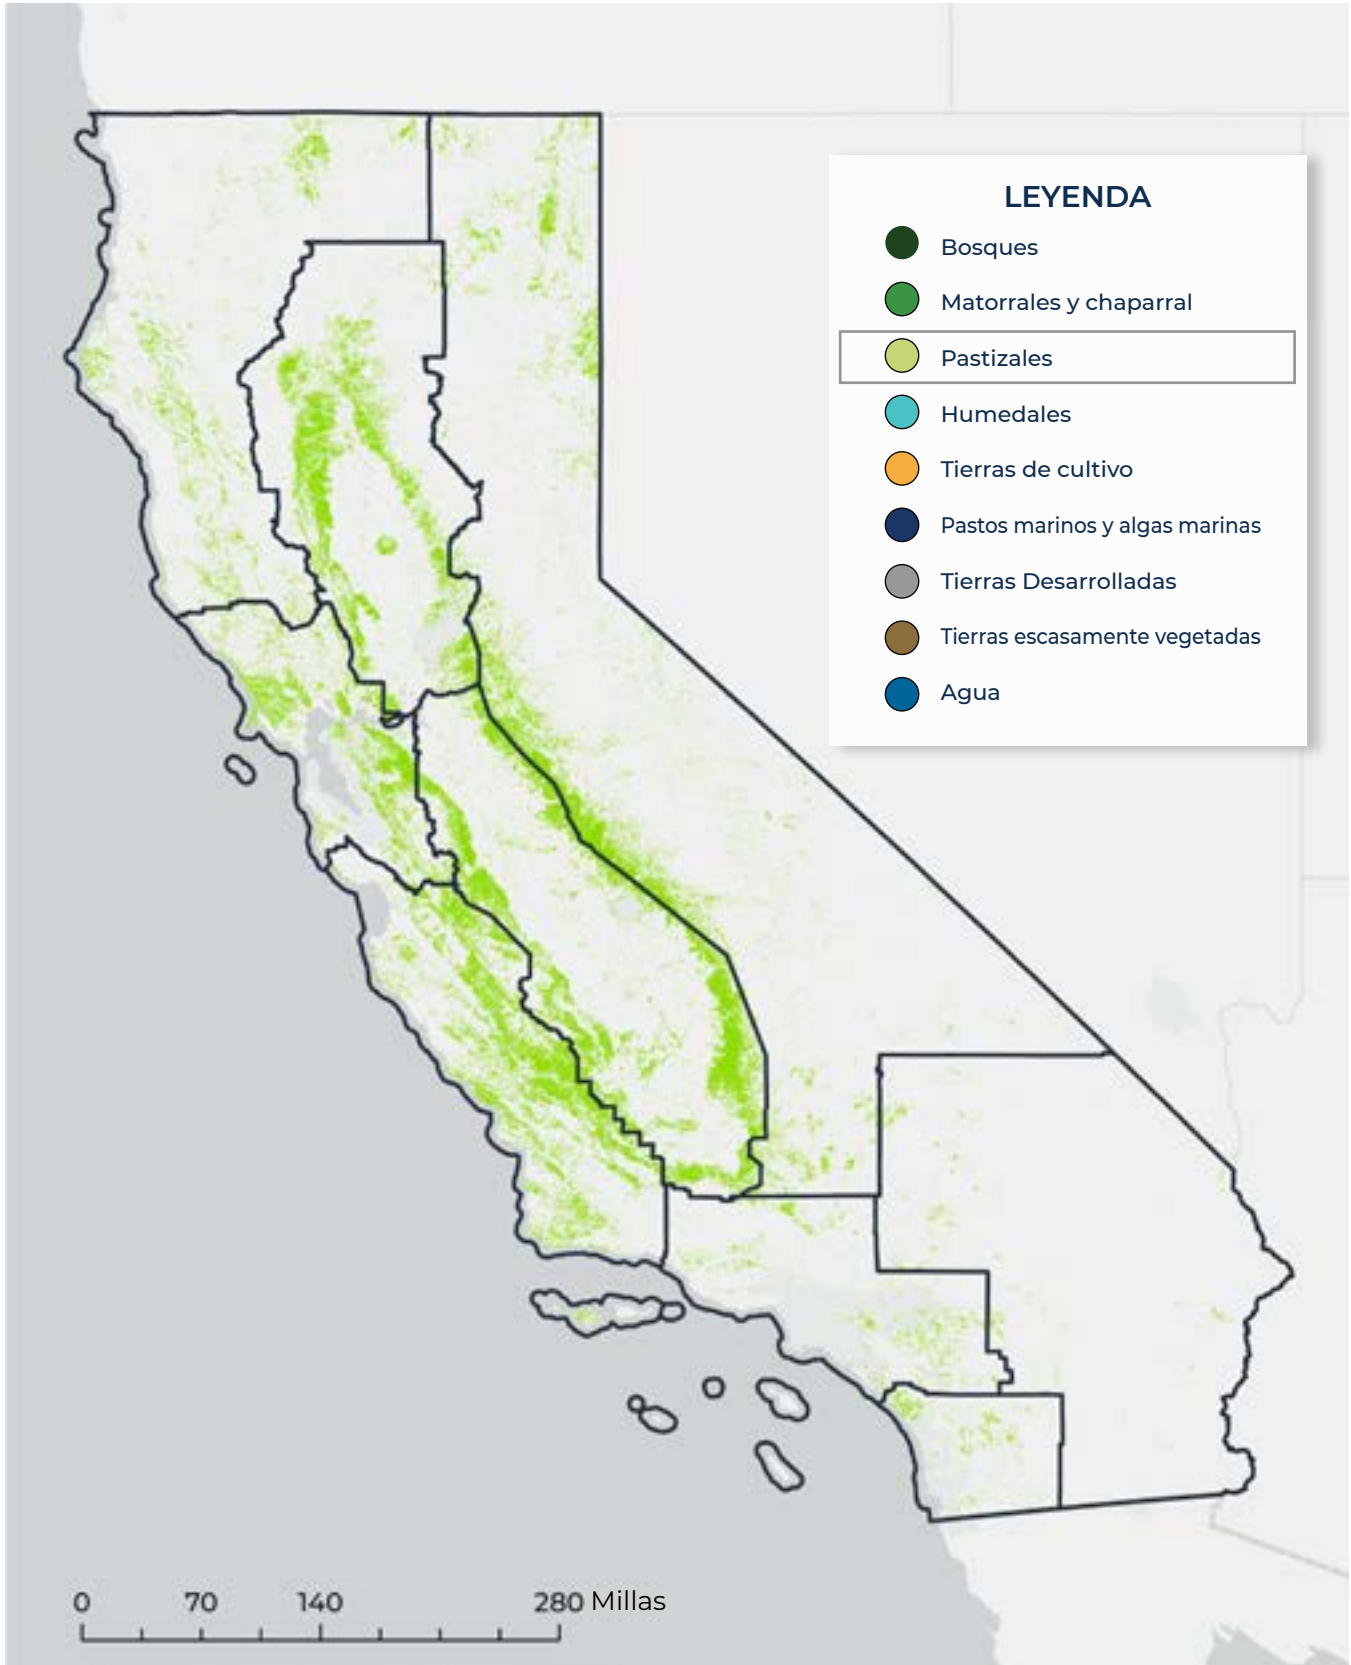 LEYENDA
Bosques
Matorrales y chaparral
Pastizales
Humedales
Tierras de cultivo
Pastos marinos y algas marinas
Tierras Desarrolladas
Tierras escasamente vegetadas
Agua
0 70 140 280 Millas